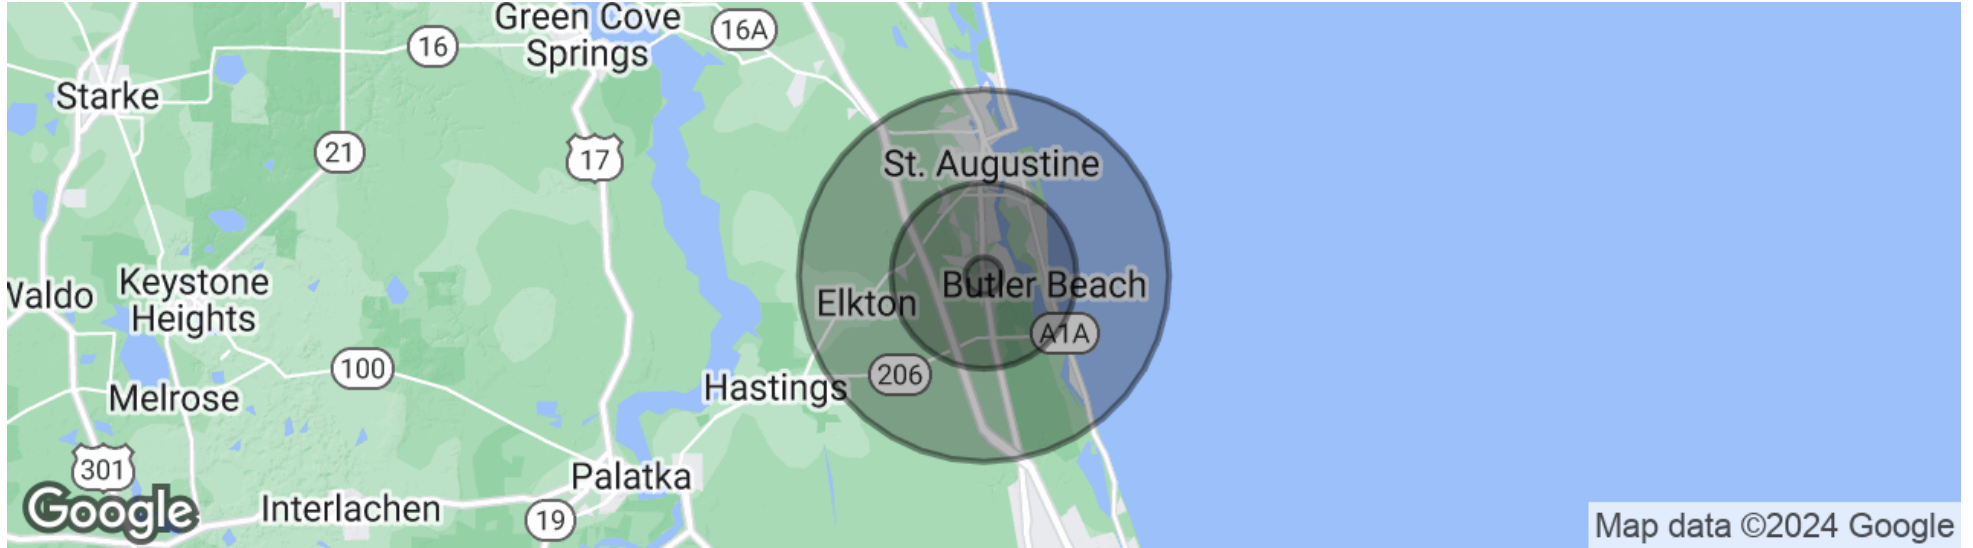 Green Cove
Springs
16
16A
Starke
21
17
St. Augustine
Keystone
Heights
Waldo
Elkton
Butler Beach
A1A
100
206
Melrose
Hastings
301
Palatka
Interlachen
19
Google
Map data ©2024 Google